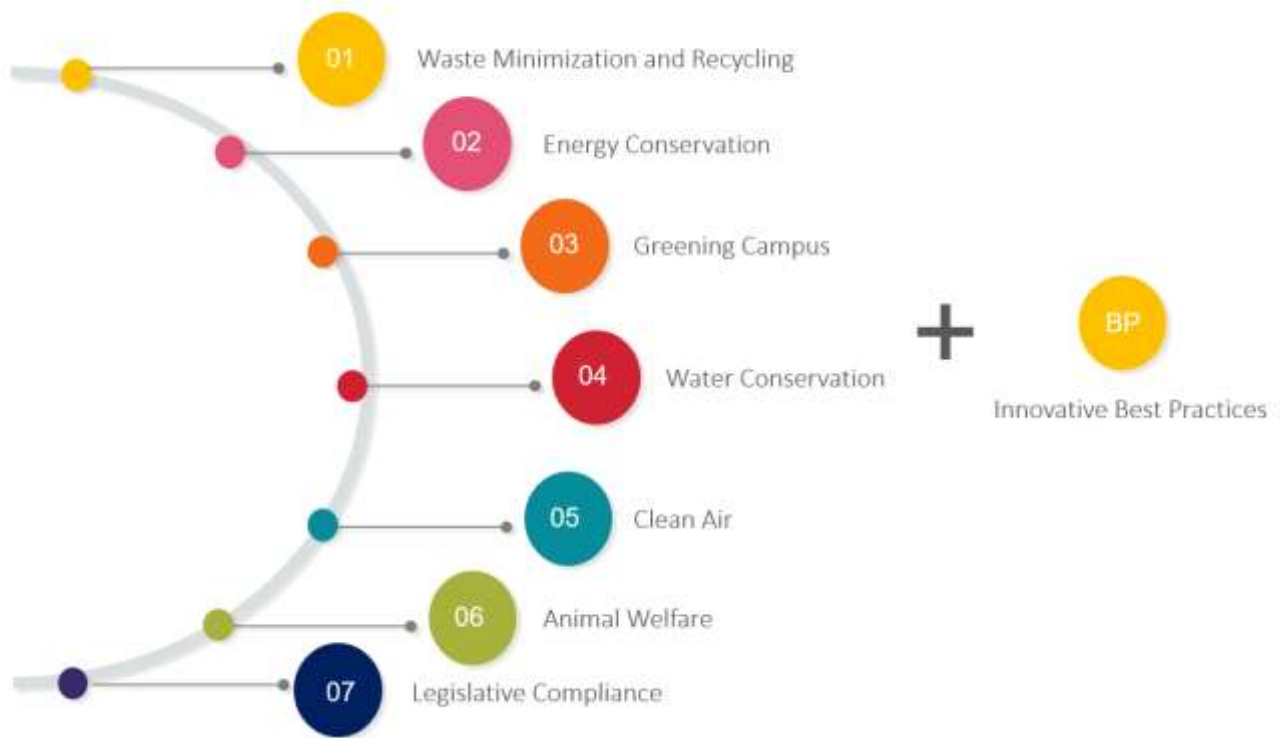 01 Waste Minimization and Recycling
02 Energy Conservation
03 Greening Campus
04 Water Conservation
05 Clean Air
06 Animal Welfare
07 Legislative Compliance
+
BP
Innovative Best Practices